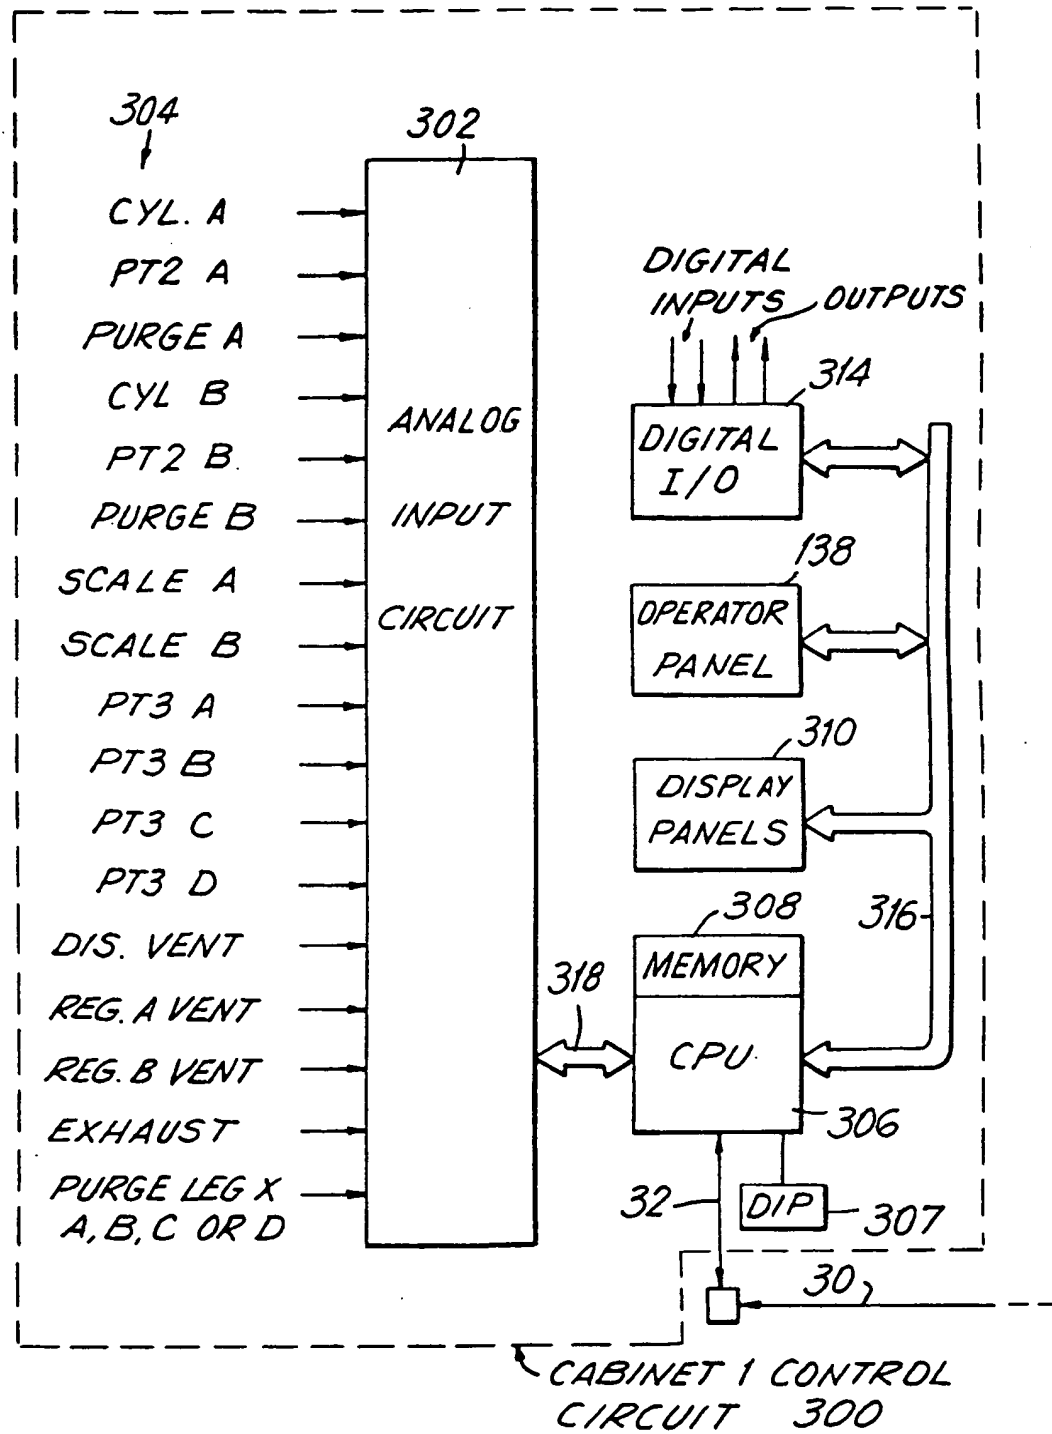 304
302
CYL. A
PT2 A
PURGE A
CYL B
PT2 B.
PURGE B
SCALE A
SCALE B
PT3 A
PT3 B
PT3 C
PT3 D
DIS. VENT
REG. A VENT
REG. B VENT
EXHAUST
PURGE LEG X
A, B, C OR D
ANALOG
INPUT
CIRCUIT
DIGITAL
INPUTS
OUTPUTS
314
DIGITAL
I/O
138
OPERATOR
PANEL
310
DISPLAY
PANELS
316
308
MEMORY
318
CPU
306
32
DIP
307
30
CABINET 1 CONTROL
CIRCUIT 300